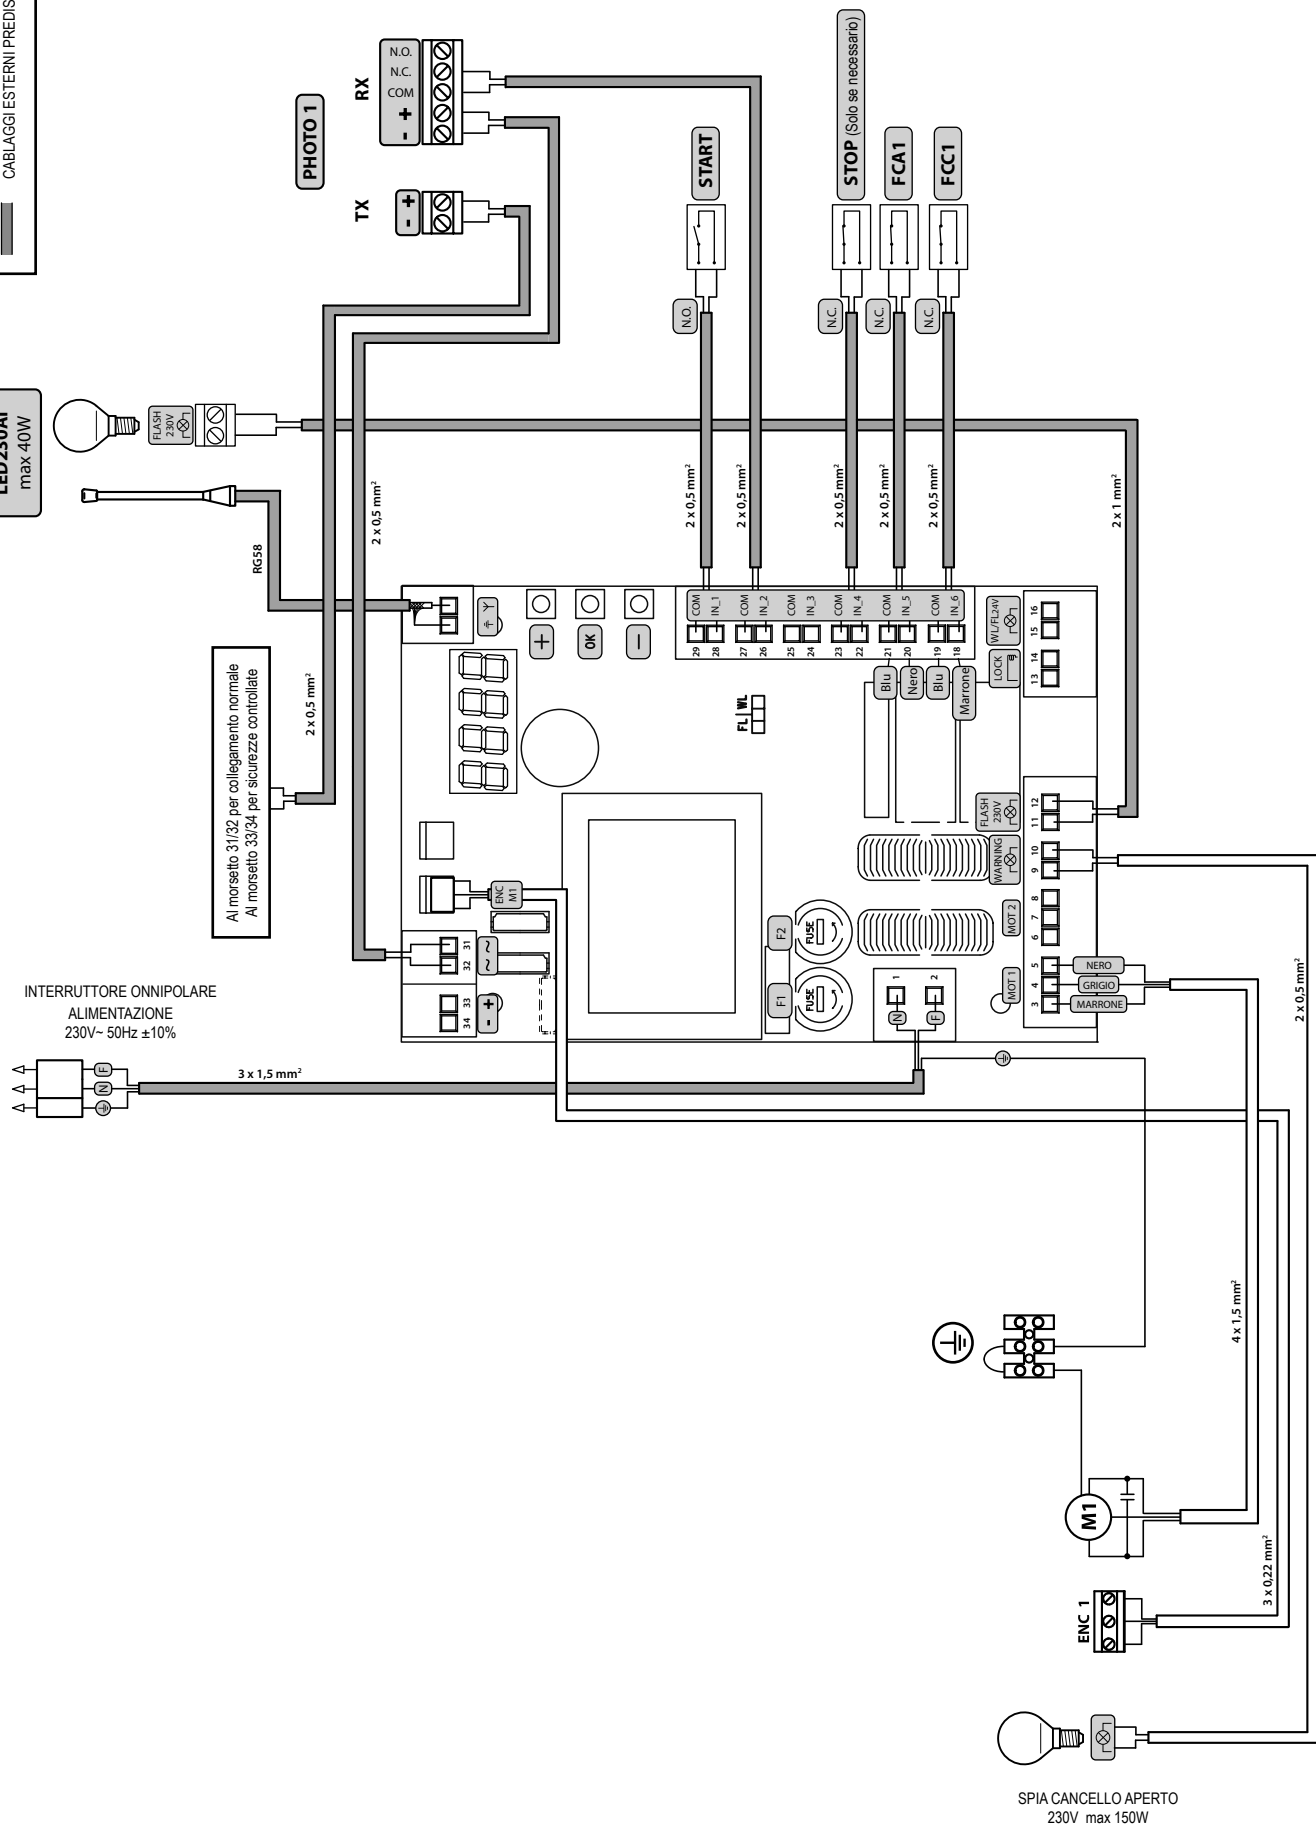 CABLAGGI ESTERNI PREDIS
LED230AI
max 40W
FLASH
230V
RG58
PHOTO 1
TX
- +
RX
- + COM N.C. N.O.
Al morsetto 31/32 per collegamento normale
Al morsetto 33/34 per sicurezze controllate
2 x 0,5 mm²
2 x 0,5 mm²
START
N.O.
STOP (Solo se necessario)
N.C.
FCA1
N.C.
FCC1
N.C.
2 x 0,5 mm²
2 x 0,5 mm²
2 x 0,5 mm²
2 x 0,5 mm²
2 x 0,5 mm²
2 x 1 mm²
INTERRUTTORE ONNIPOLARE
ALIMENTAZIONE
230V~ 50Hz ±10%
F
N
3 x 1,5 mm²
34 33 32 31
- +
~ ~
ENC
M1
Y
+
OK
-
COM 29
IN_1 28
COM 27
IN_2 26
COM 25
IN_3 24
COM 23
IN_4 22
COM 21
IN_5 20
COM 19
IN_6 18
FL WL
Blu
Nero
Blu
Marrone
F1
F2
FUSE
FUSE
1 2
N F
MOT 1
MOT 2
WARNING
FLASH
230V
LOCK
WL/FL24V
3 4 5 6 7 8 9 10 11 12
13 14 15 16
MARRONE
GRIGIO
NERO
4 x 1,5 mm²
M1
ENC 1
3 x 0,22 mm²
2 x 0,5 mm²
SPIA CANCELLO APERTO
230V max 150W